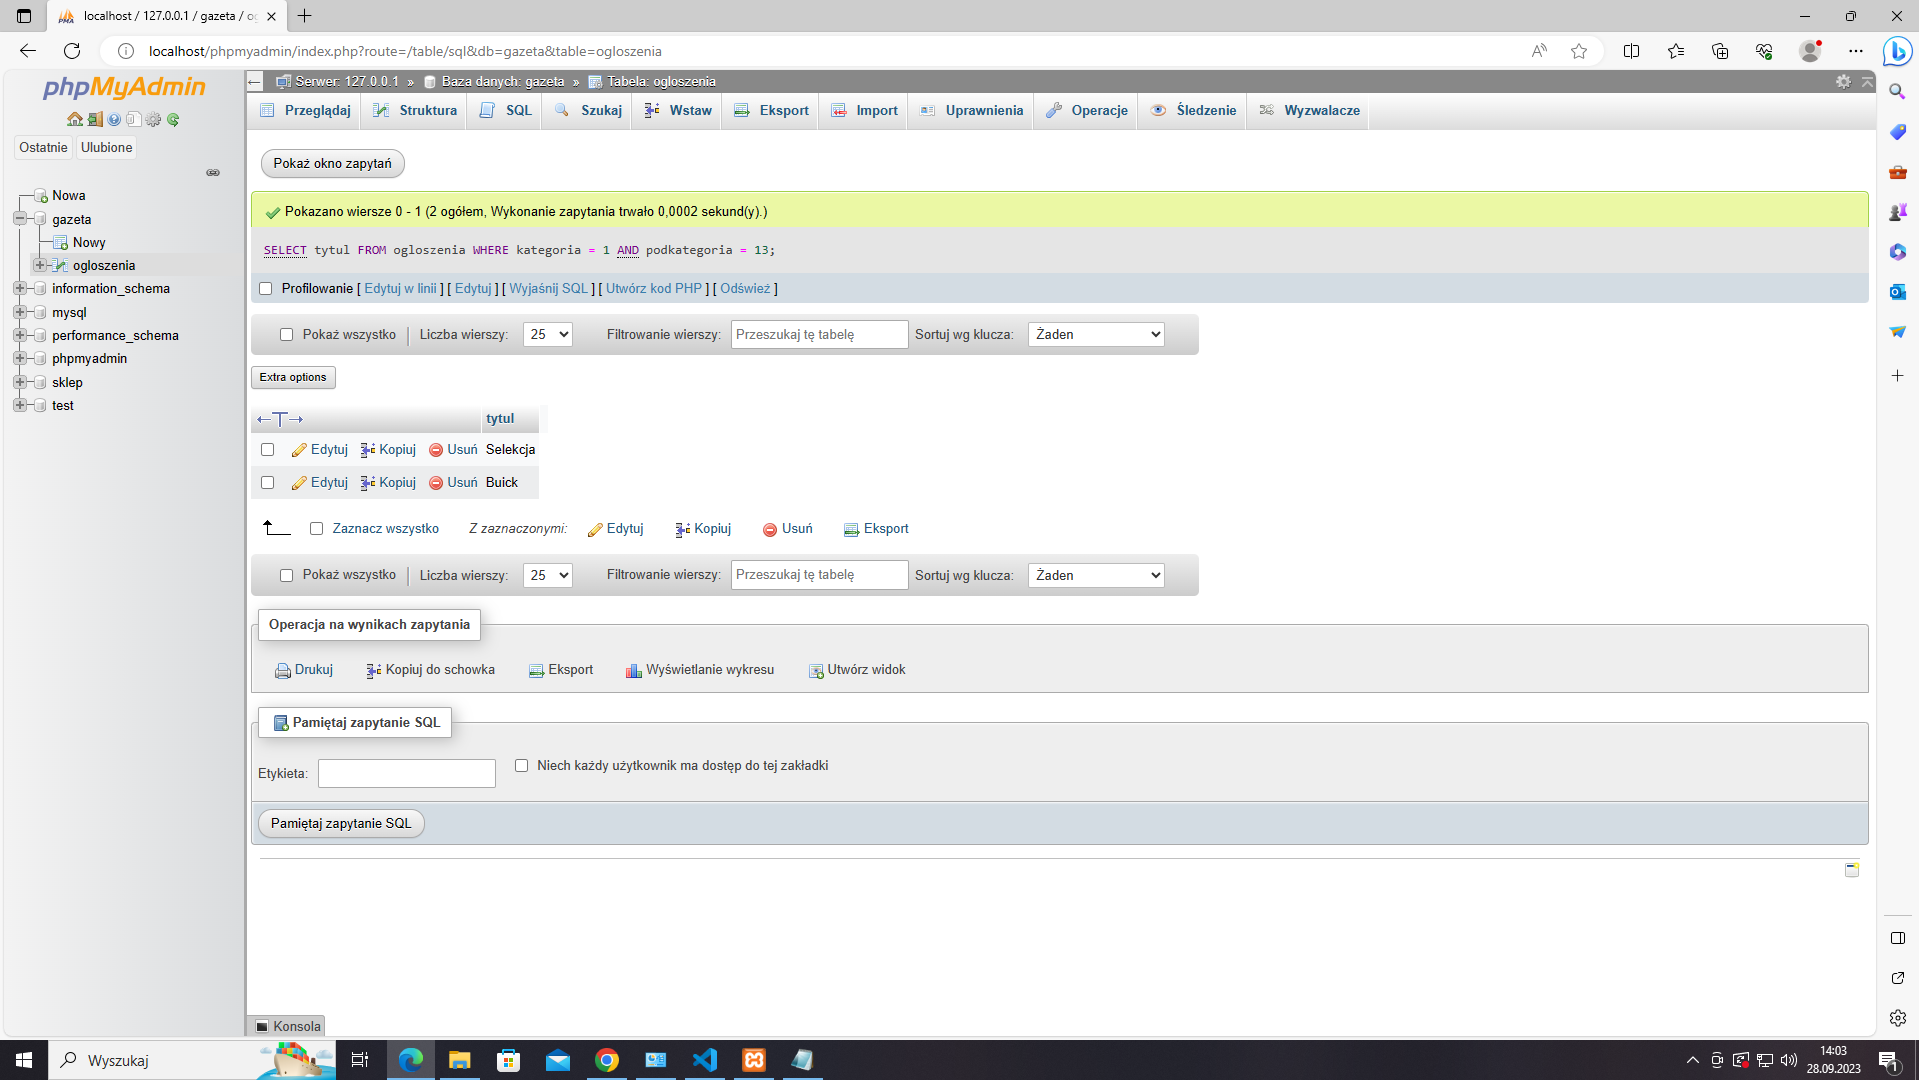 localhost / 127.0.0.1 / gazeta / og
localhost/phpmyadmin/index.php?route=/table/sql&db=gazeta&table=ogloszenia
phpMyAdmin
Ostatnie Ulubione
Nowa
gazeta
Nowy
ogloszenia
information_schema
mysql
performance_schema
phpmyadmin
sklep
test
Serwer: 127.0.0.1 » Baza danych: gazeta » Tabela: ogloszenia
Przeglądaj Struktura SQL Szukaj Wstaw Eksport Import Uprawnienia Operacje Śledzenie Wyzwalacze
Pokaż okno zapytań
Pokazano wiersze 0 - 1 (2 ogółem, Wykonanie zapytania trwało 0,0002 sekund(y).)
SELECT tytul FROM ogloszenia WHERE kategoria = 1 AND podkategoria = 13;
Profilowanie [ Edytuj w linii ] [ Edytuj ] [ Wyjaśnij SQL ] [ Utwórz kod PHP ] [ Odśwież ]
Pokaż wszystko Liczba wierszy: 25 Filtrowanie wierszy: Przeszukaj tę tabelę Sortuj wg klucza: Żaden
Extra options
←T→ tytul
Edytuj Kopiuj Usuń Selekcja
Edytuj Kopiuj Usuń Buick
Zaznacz wszystko Z zaznaczonymi: Edytuj Kopiuj Usuń Eksport
Pokaż wszystko Liczba wierszy: 25 Filtrowanie wierszy: Przeszukaj tę tabelę Sortuj wg klucza: Żaden
Operacja na wynikach zapytania
Drukuj Kopiuj do schowka Eksport Wyświetlanie wykresu Utwórz widok
Pamiętaj zapytanie SQL
Etykieta: Niech każdy użytkownik ma dostęp do tej zakładki
Pamiętaj zapytanie SQL
Konsola
Wyszukaj
14:03
28.09.2023
1